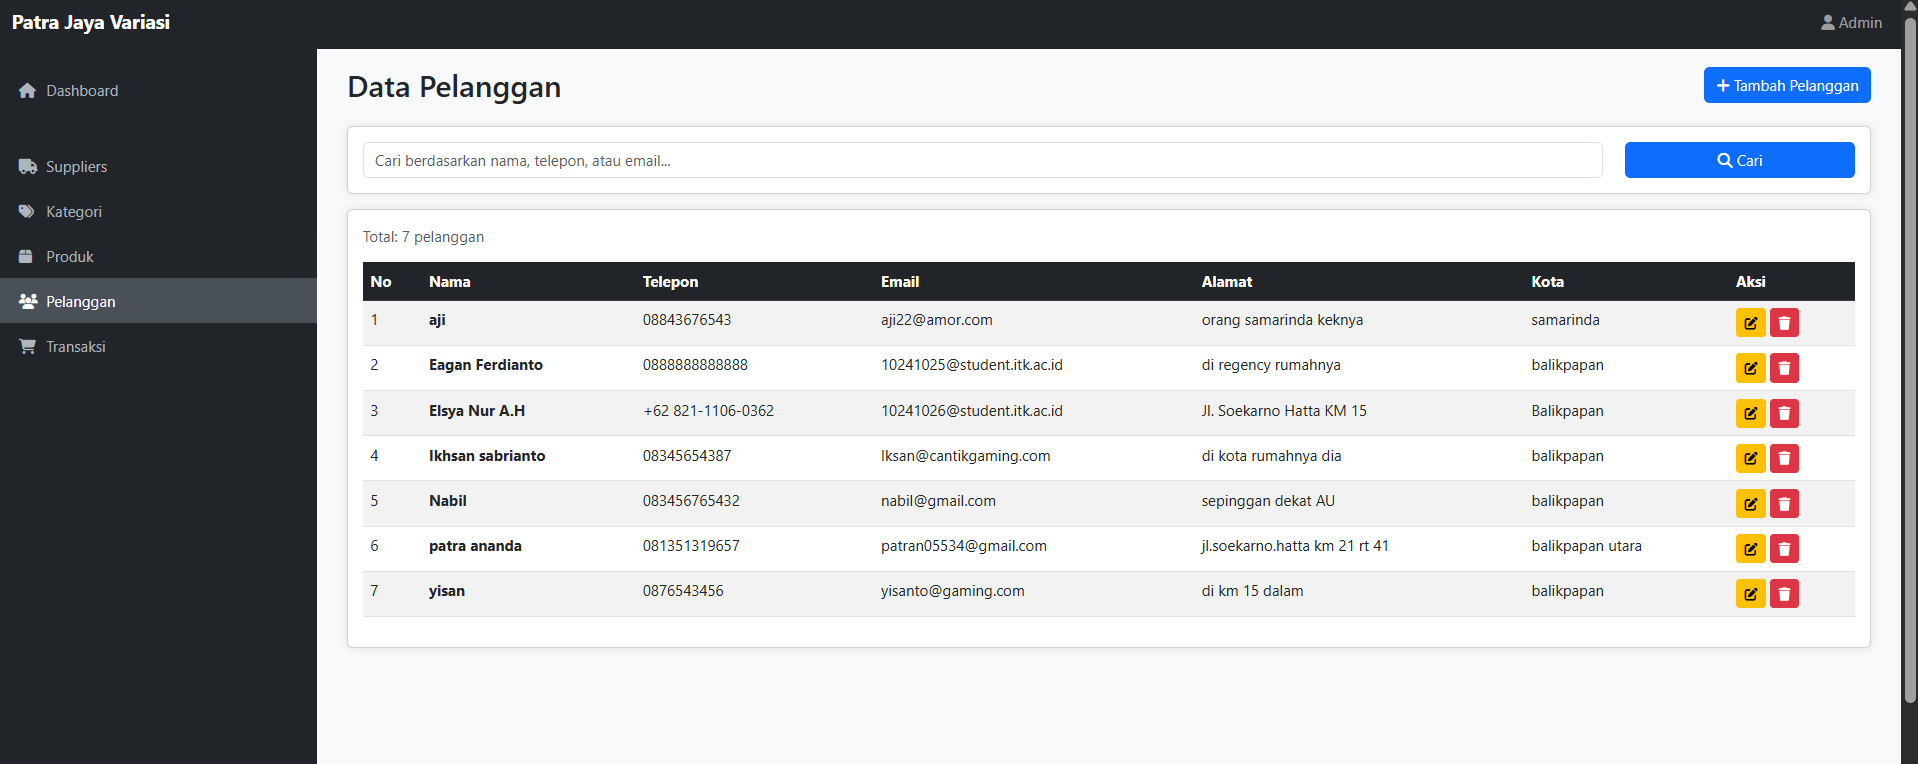 Patra Jaya Variasi
Admin
Dashboard
Suppliers
Kategori
Produk
Pelanggan
Transaksi
Data Pelanggan
Tambah Pelanggan
Cari berdasarkan nama, telepon, atau email...
Cari
Total: 7 pelanggan
No Nama Telepon Email Alamat Kota Aksi
1 aji 08843676543 aji22@amor.com orang samarinda keknya samarinda
2 Eagan Ferdianto 0888888888888 10241025@student.itk.ac.id di regency rumahnya balikpapan
3 Elsya Nur A.H +62 821-1106-0362 10241026@student.itk.ac.id Jl. Soekarno Hatta KM 15 Balikpapan
4 Ikhsan sabrianto 08345654387 Iksan@cantikgaming.com di kota rumahnya dia balikpapan
5 Nabil 083456765432 nabil@gmail.com sepinggan dekat AU balikpapan
6 patra ananda 081351319657 patran05534@gmail.com jl.soekarno.hatta km 21 rt 41 balikpapan utara
7 yisan 0876543456 yisanto@gaming.com di km 15 dalam balikpapan